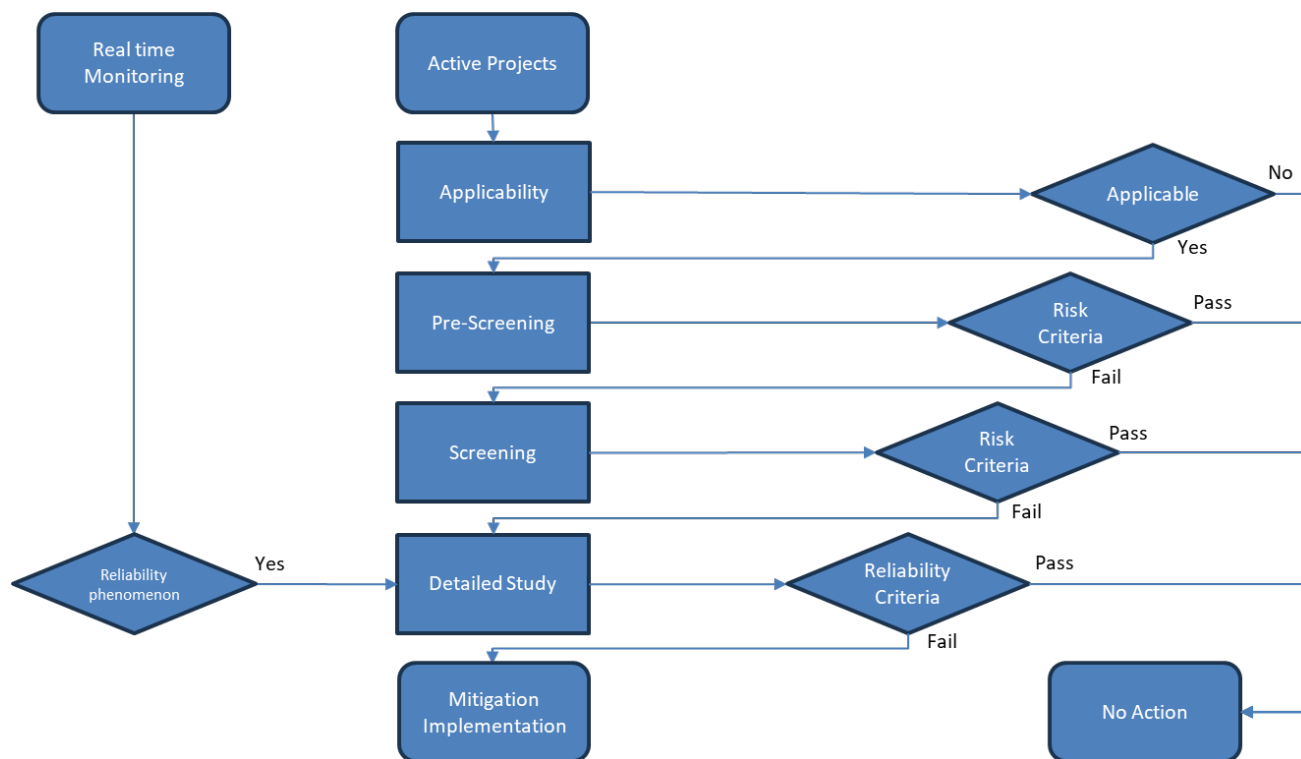 Real time
Monitoring
Active Projects
Applicability
Applicable
No
Yes
Pre-Screening
Risk
Criteria
Pass
Fail
Screening
Risk
Criteria
Pass
Fail
Reliability
phenomenon
Yes
Detailed Study
Reliability
Criteria
Pass
Fail
Mitigation
Implementation
No Action